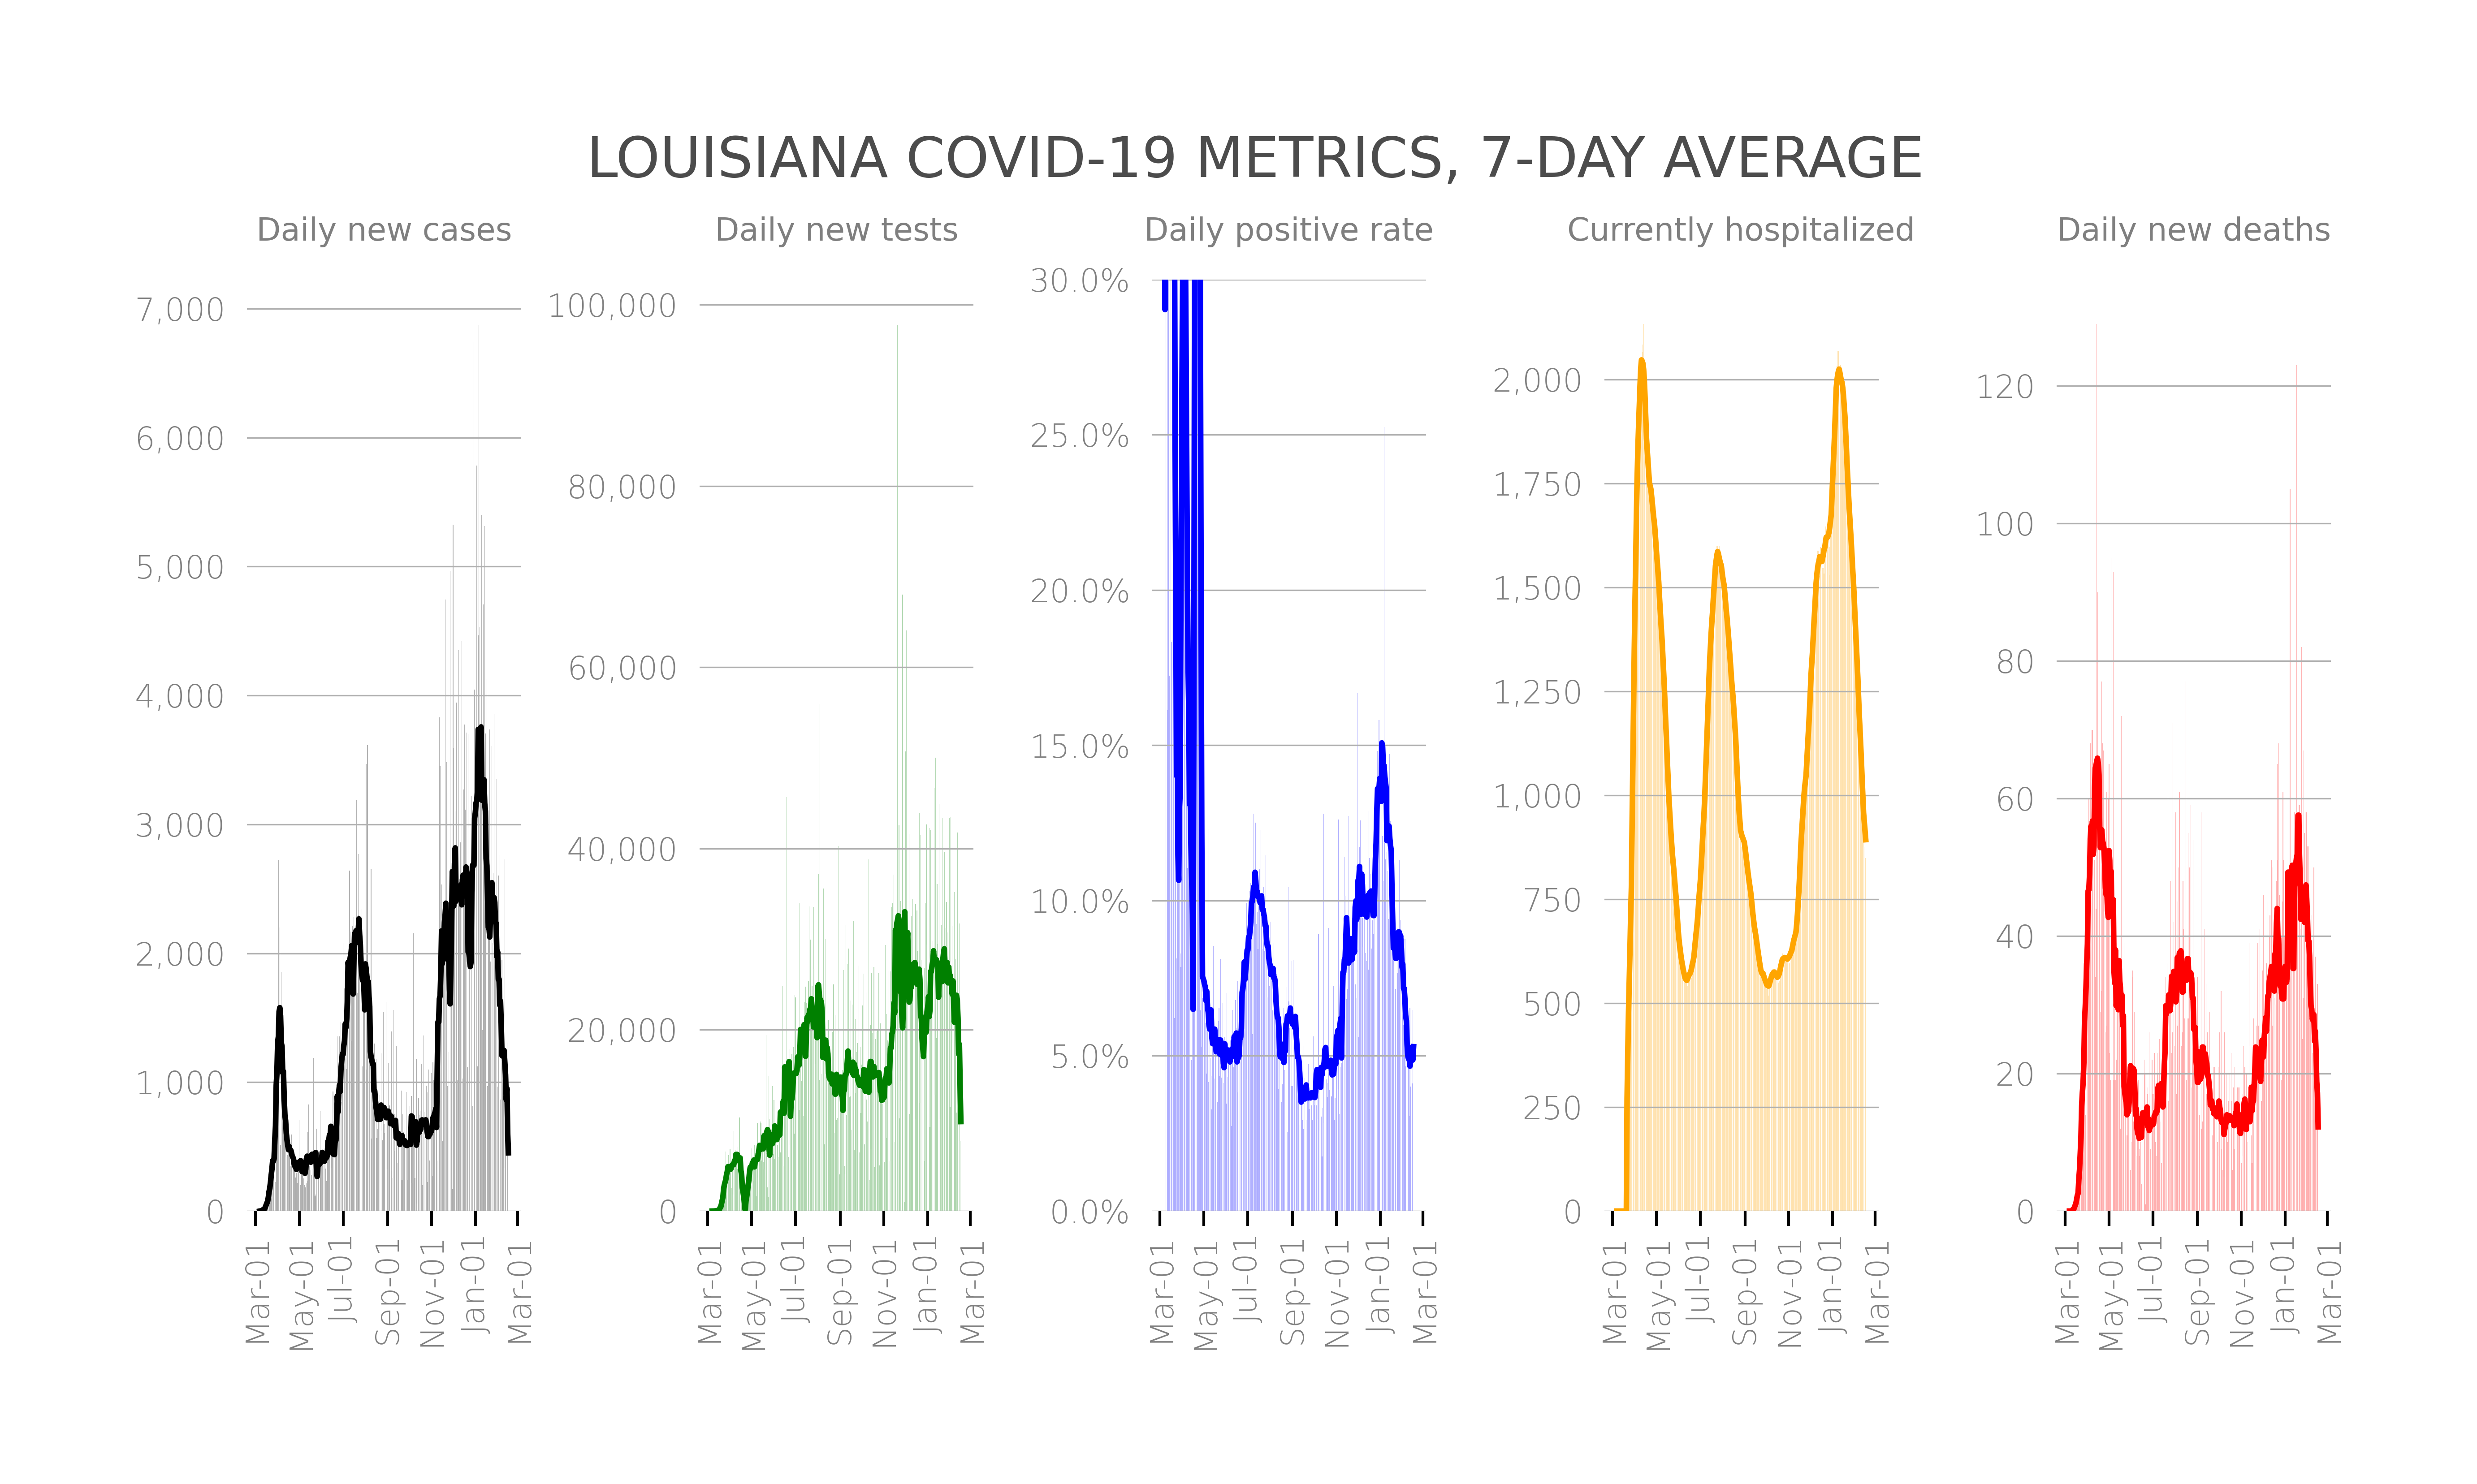 LOUISIANA COVID-19 METRICS, 7-DAY AVERAGE
Daily new cases
7,000
6,000
5,000
4,000
3,000
2,000
1,000
0
Mar-01
May-01
Jul-01
Sep-01
Nov-01
Jan-01
Mar-01
Daily new tests
100,000
80,000
60,000
40,000
20,000
0
Mar-01
May-01
Jul-01
Sep-01
Nov-01
Jan-01
Mar-01
Daily positive rate
30.0%
25.0%
20.0%
15.0%
10.0%
5.0%
0.0%
Mar-01
May-01
Jul-01
Sep-01
Nov-01
Jan-01
Mar-01
Currently hospitalized
2,000
1,750
1,500
1,250
1,000
750
500
250
0
Mar-01
May-01
Jul-01
Sep-01
Nov-01
Jan-01
Mar-01
Daily new deaths
120
100
80
60
40
20
0
Mar-01
May-01
Jul-01
Sep-01
Nov-01
Jan-01
Mar-01